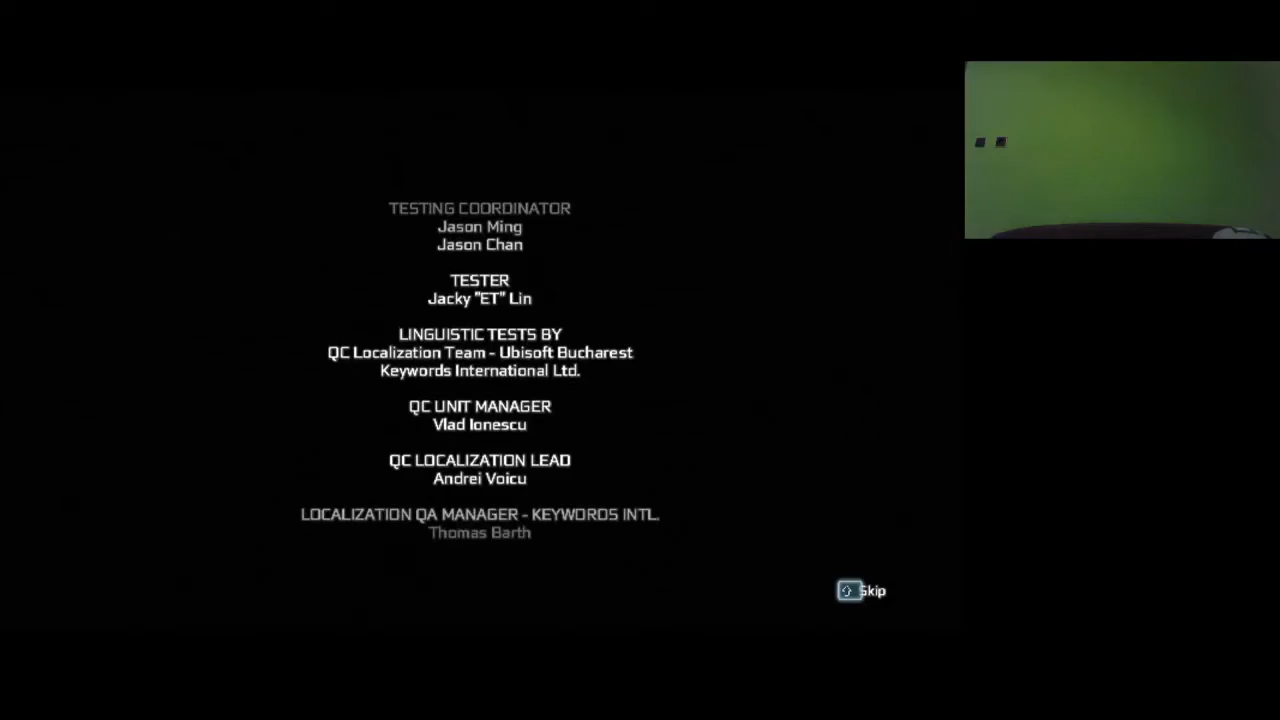 TESTING COORDINATOR
Jason Ming
Jason Chan
TESTER
Jacky "ET" Lin
LINGUISTIC TESTS BY
QC Localization Team - Ubisoft Bucharest
Keywords International Ltd.
QC UNIT MANAGER
Vlad Ionescu
QC LOCALIZATION LEAD
Andrei Voicu
LOCALIZATION QA MANAGER - KEYWORDS INTL.
Thomas Barth
Skip